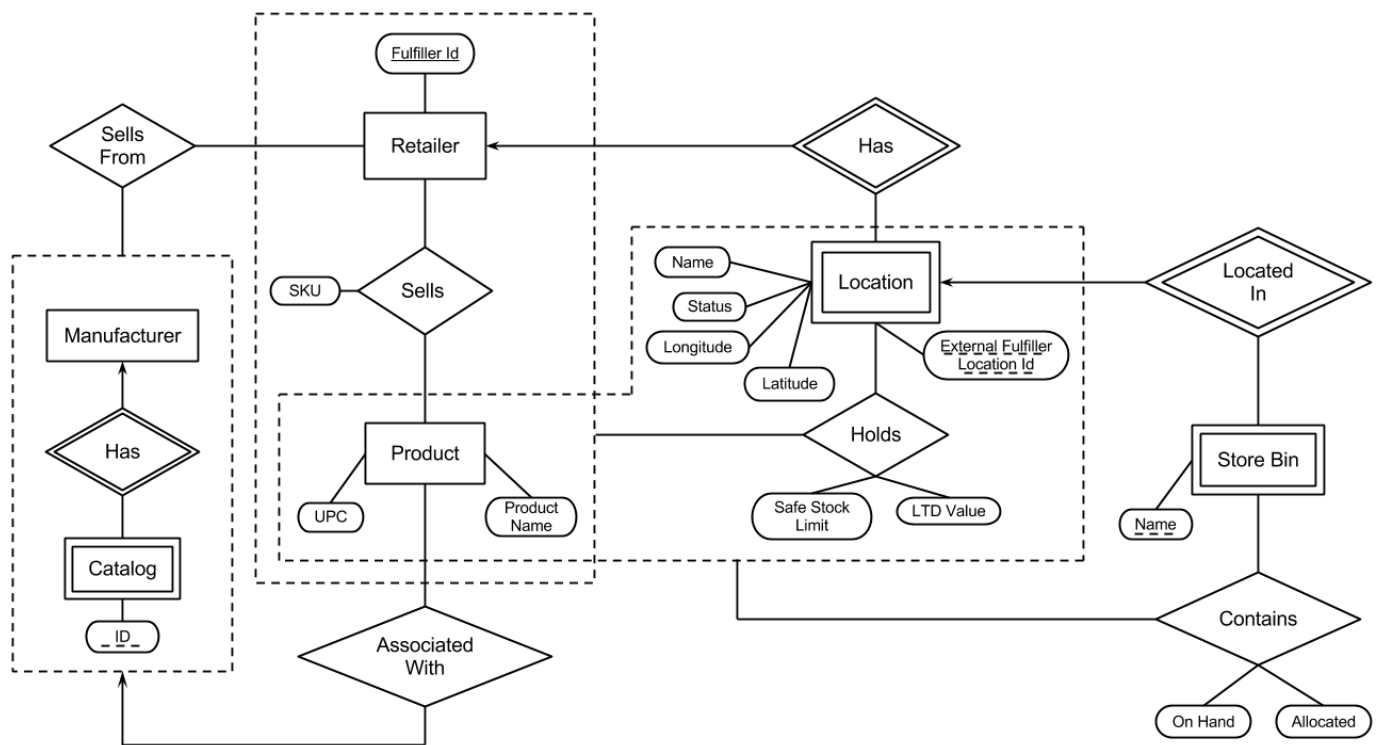 Fulfiller Id
Sells
From
Retailer
Has
Name
Location
Located
In
SKU
Sells
Status
Manufacturer
Longitude
External Fulfiller
Location Id
Latitude
Has
Product
Holds
Store Bin
UPC
Product
Name
Safe Stock
Limit
LTD Value
Name
Catalog
ID
Associated
With
Contains
On Hand
Allocated